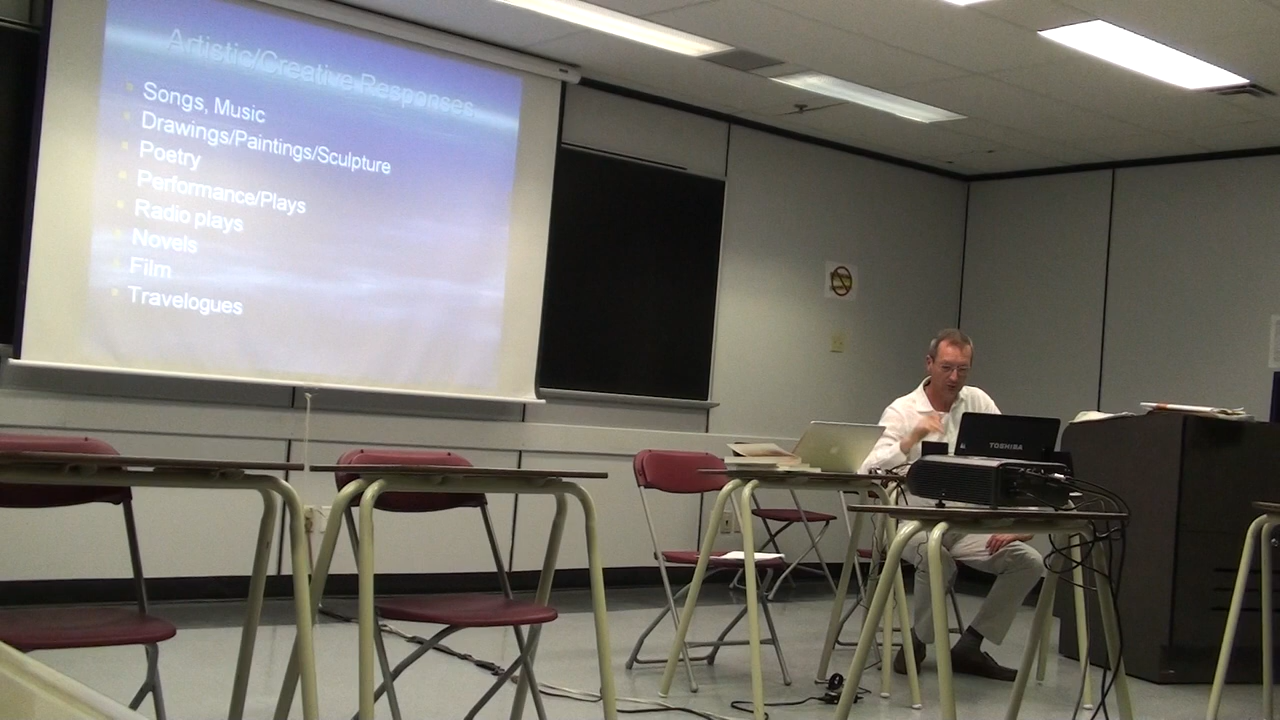 Artistic/Creative Responses
Songs, Music
Drawings/Paintings/Sculpture
Poetry
Performance/Plays
Radio plays
Novels
Film
Travelogues
TOSHIBA